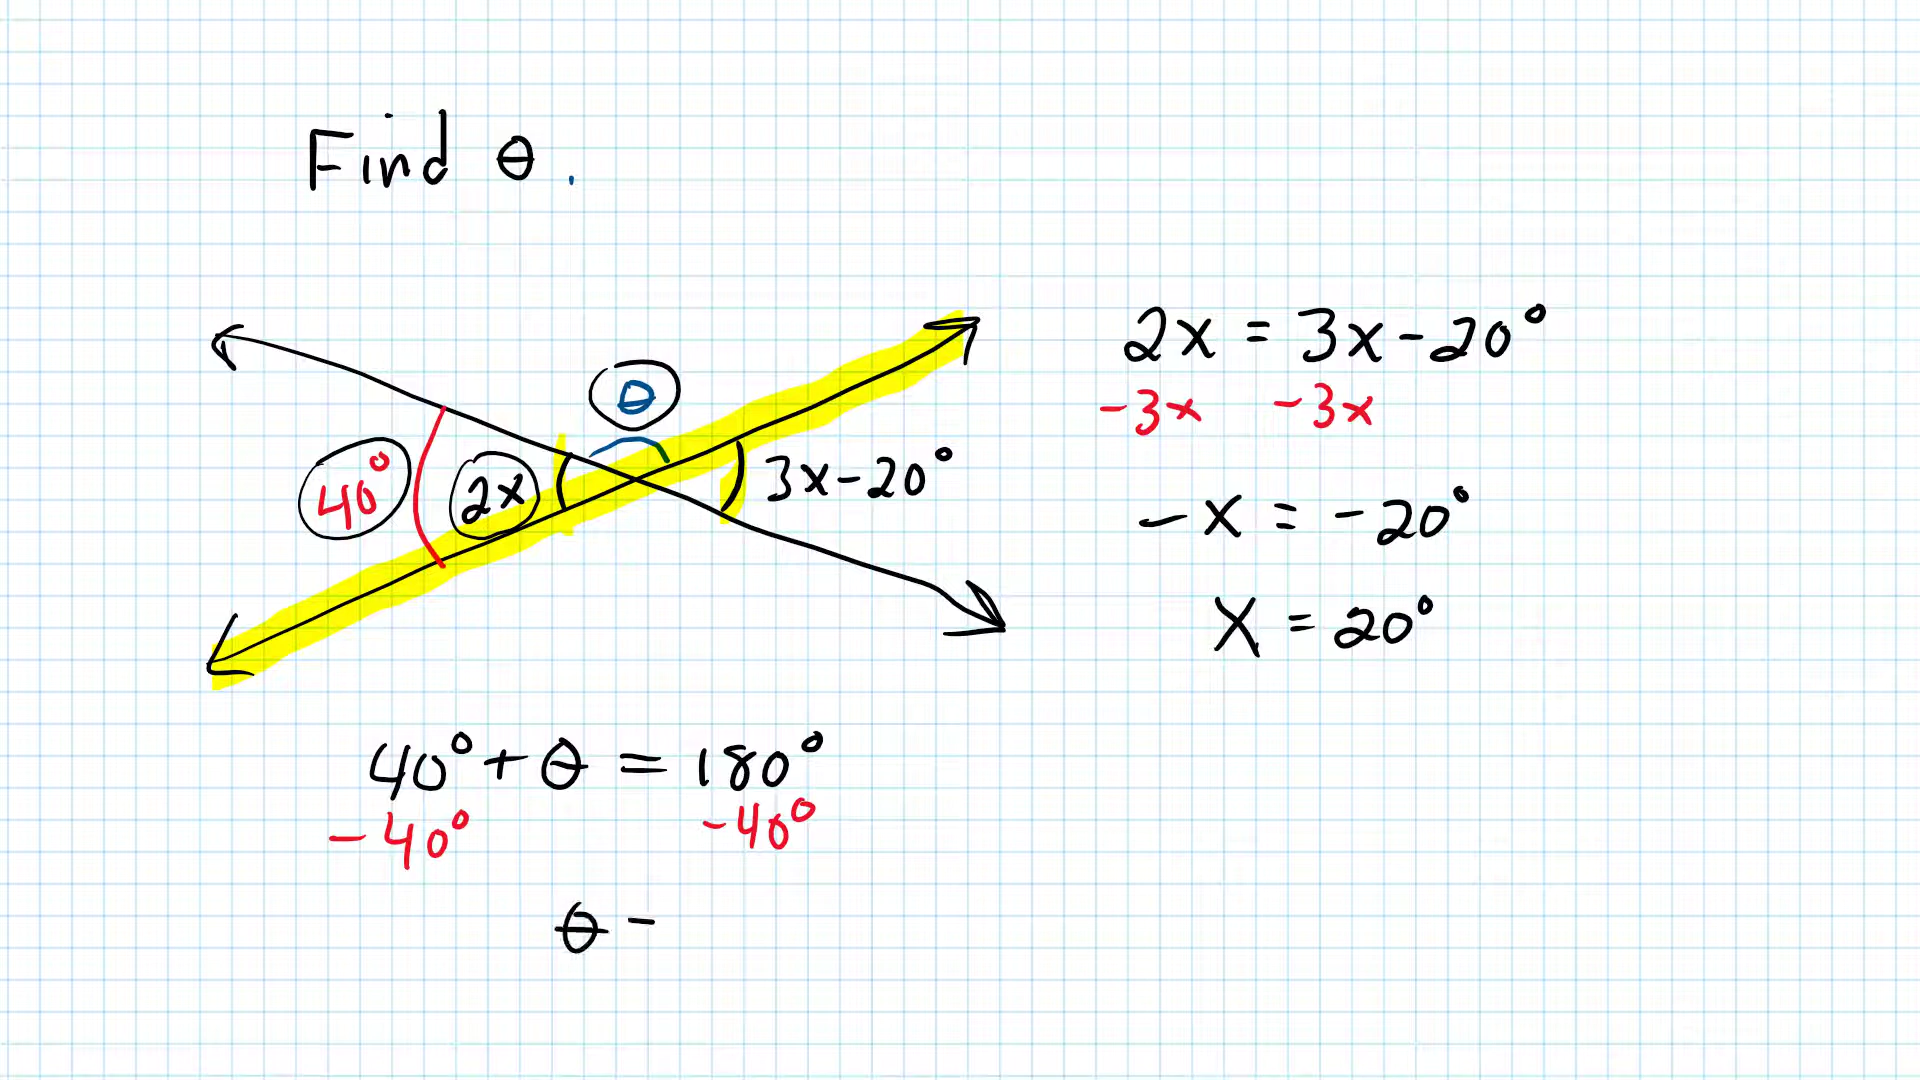 Find θ.
θ
40° 2x 3x-20°
2x = 3x-20°
-3x -3x
-x = -20°
x = 20°
40° + θ = 180°
-40° -40°
θ -